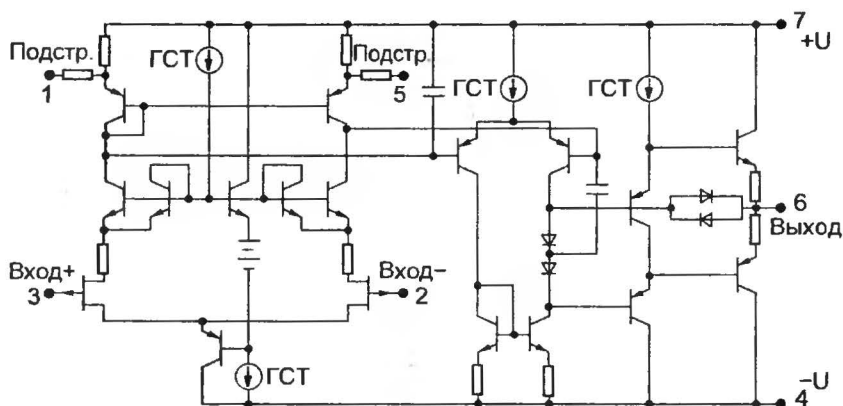 7
+U
Подстр.
1
ГСТ
Подстр.
5
ГСТ
ГСТ
6
Выход
Вход+
3
Вход−
2
ГСТ
−U
4